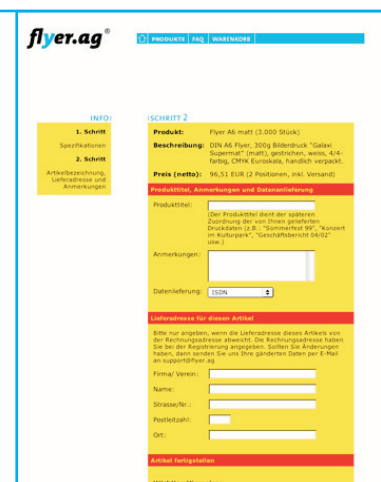 flyer.ag®
PRODUKTE FAQ WARENKORB
INFO:
1. Schritt
Spezifikationen
2. Schritt
Artikelbezeichnung,
Lieferadresse und
Anmerkungen
:SCHRITT 2
Produkt: Flyer A6 matt (3.000 Stück)
Beschreibung: DIN A6 Flyer, 300g Bilderdruck "Galaxi
Supermat" (matt), gestrichen, weiss, 4/4-
farbig, CMYK Euroskala, handlich verpackt.
Preis (netto): 96,51 EUR (2 Positionen, inkl. Versand)
Produkttitel, Anmerkungen und Datenanlieferung
Produkttitel:
(Der Produkttitel dient der späteren
Zuordnung der von Ihnen gelieferten
Druckdaten (z.B.: "Sommerfest 99", "Konzert
im Kulturpark", "Geschäftsbericht 04/02"
usw.)
Anmerkungen:
Datenlieferung: ISDN
Lieferadresse für diesen Artikel
Bitte nur angeben, wenn die Lieferadresse dieses Artikels von
der Rechnungsadresse abweicht. Die Rechnungsadresse haben
Sie bei der Registrierung angegeben. Sollten Sie Änderungen
haben, dann senden Sie uns Ihre gänderten Daten per E-Mail
an support@flyer.ag
Firma/ Verein:
Name:
Strasse/Nr.:
Postleitzahl:
Ort:
Artikel fertigstellen